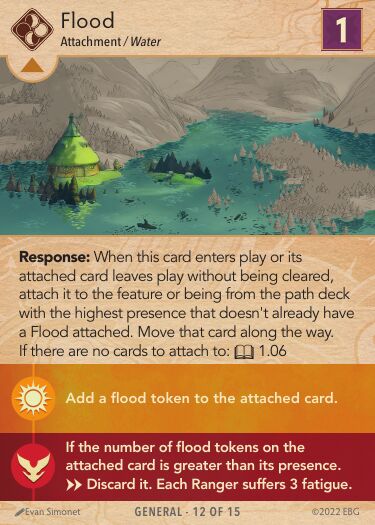 Flood
1
Attachment / Water
Response: When this card enters play or its
attached card leaves play without being cleared,
attach it to the feature or being from the path deck
with the highest presence that doesn't already have
a Flood attached. Move that card along the way.
If there are no cards to attach to: 1.06
Add a flood token to the attached card.
If the number of flood tokens on the
attached card is greater than its presence.
Discard it. Each Ranger suffers 3 fatigue.
Evan Simonet GENERAL · 12 OF 15 ©2022 EBG